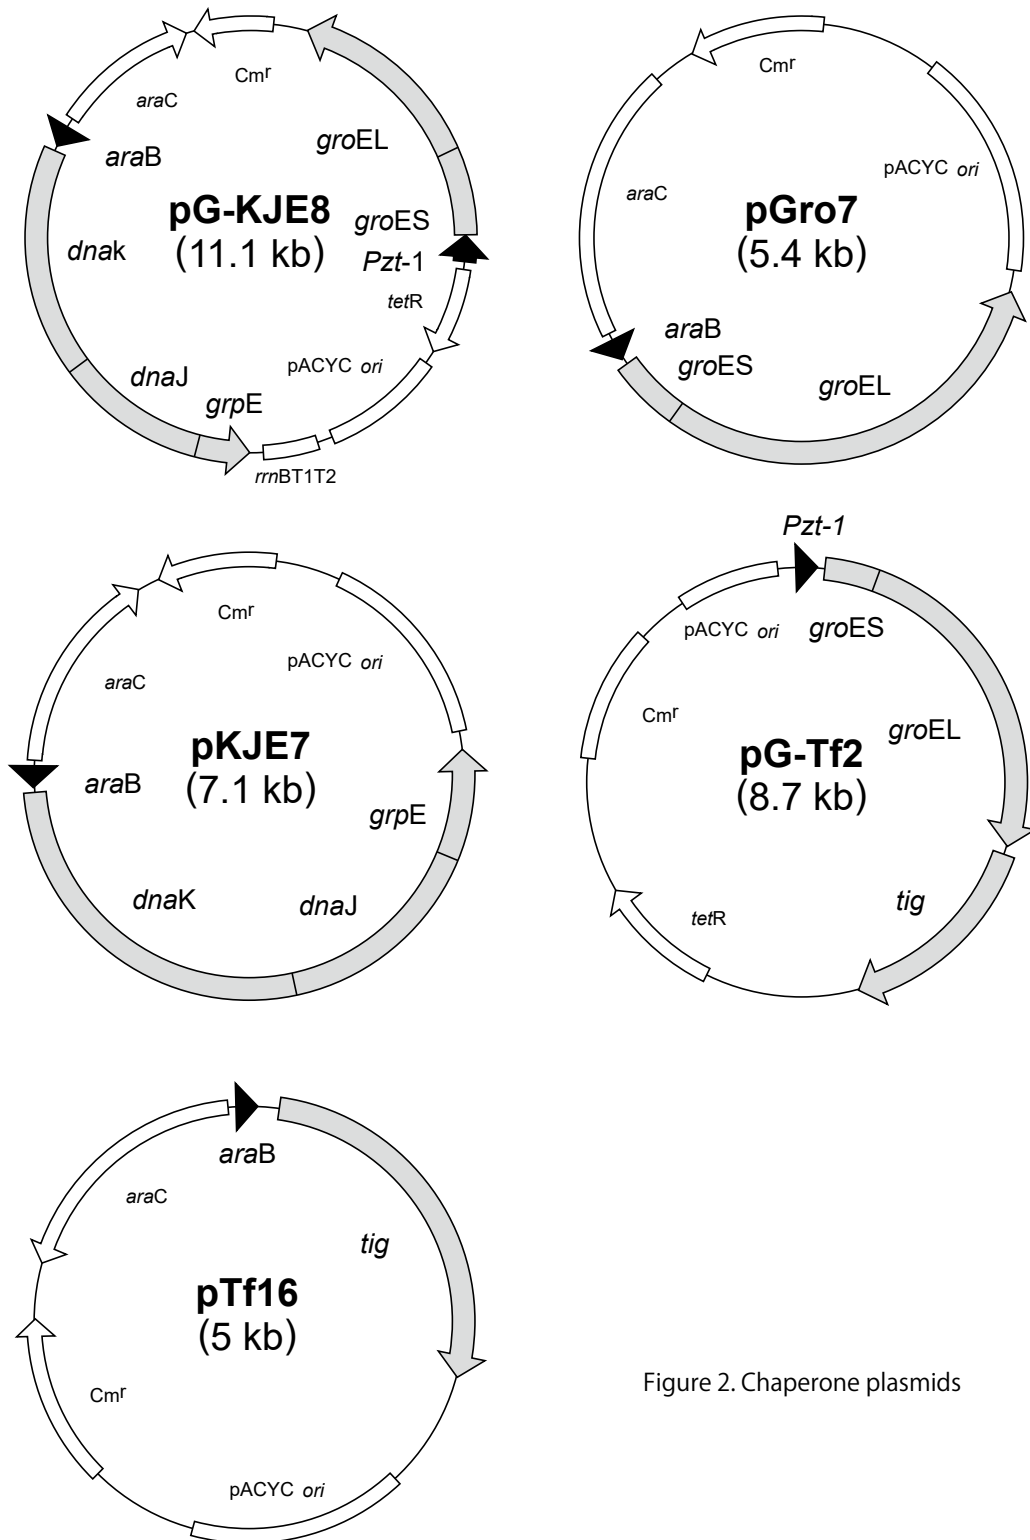 Cmr
araC
araB
groEL
pG-KJE8
(11.1 kb)
groES
dnak
Pzt-1
tetR
pACYC ori
dnaJ
grpE
rrnBT1T2
Cmr
pACYC ori
araC
pGro7
(5.4 kb)
araB
groES
groEL
Cmr
pACYC ori
araC
pKJE7
(7.1 kb)
araB
grpE
dnaK
dnaJ
Pzt-1
pACYC ori
groES
Cmr
groEL
pG-Tf2
(8.7 kb)
tig
tetR
araB
araC
tig
pTf16
(5 kb)
Cmr
pACYC ori
Figure 2. Chaperone plasmids